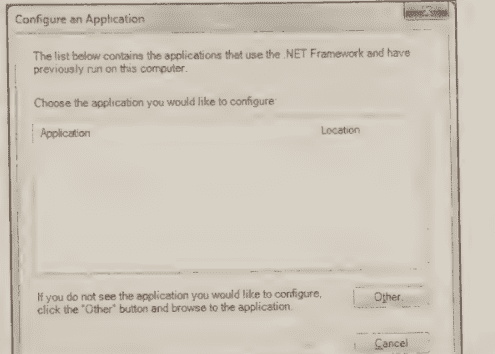 Configure an Application
The list below contains the applications that use the .NET Framework and have
previously run on this computer.
Choose the application you would like to configure
Application Location
If you do not see the application you would like to configure,
click the "Other" button and browse to the application.
Other.
Cancel